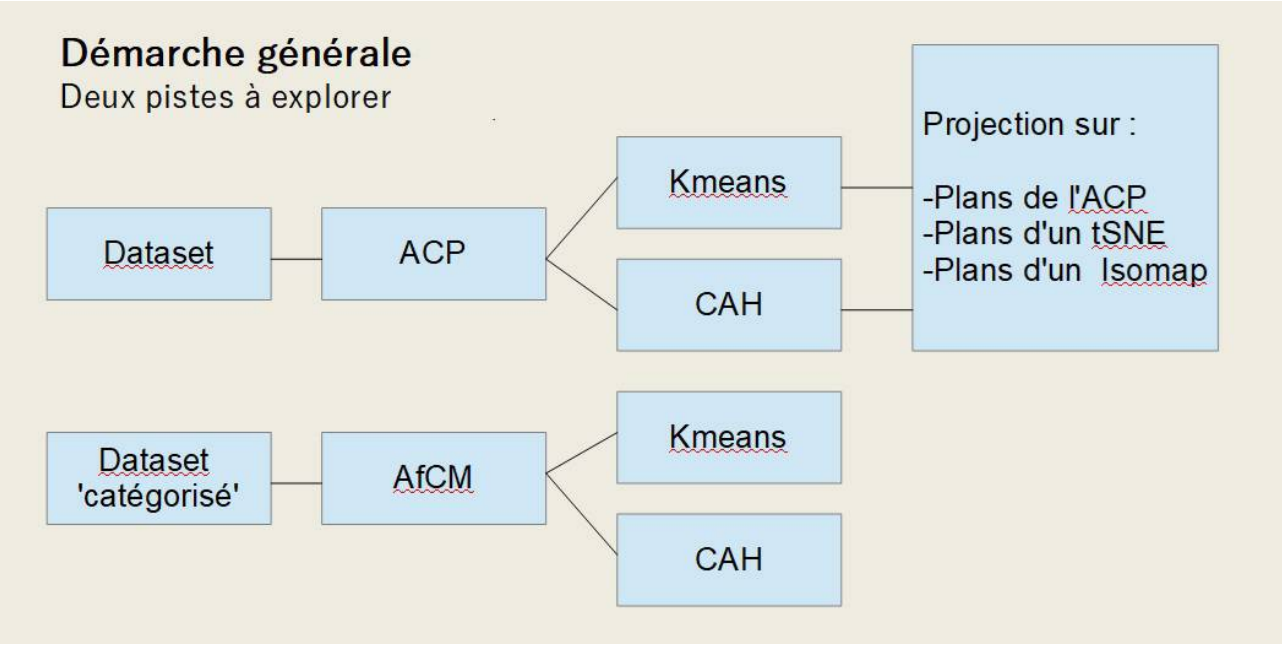 Démarche générale
Deux pistes à explorer
Dataset
ACP
Kmeans
CAH
Projection sur :
-Plans de l'ACP
-Plans d'un tSNE
-Plans d'un Isomap
Dataset
'catégorisé'
AfCM
Kmeans
CAH